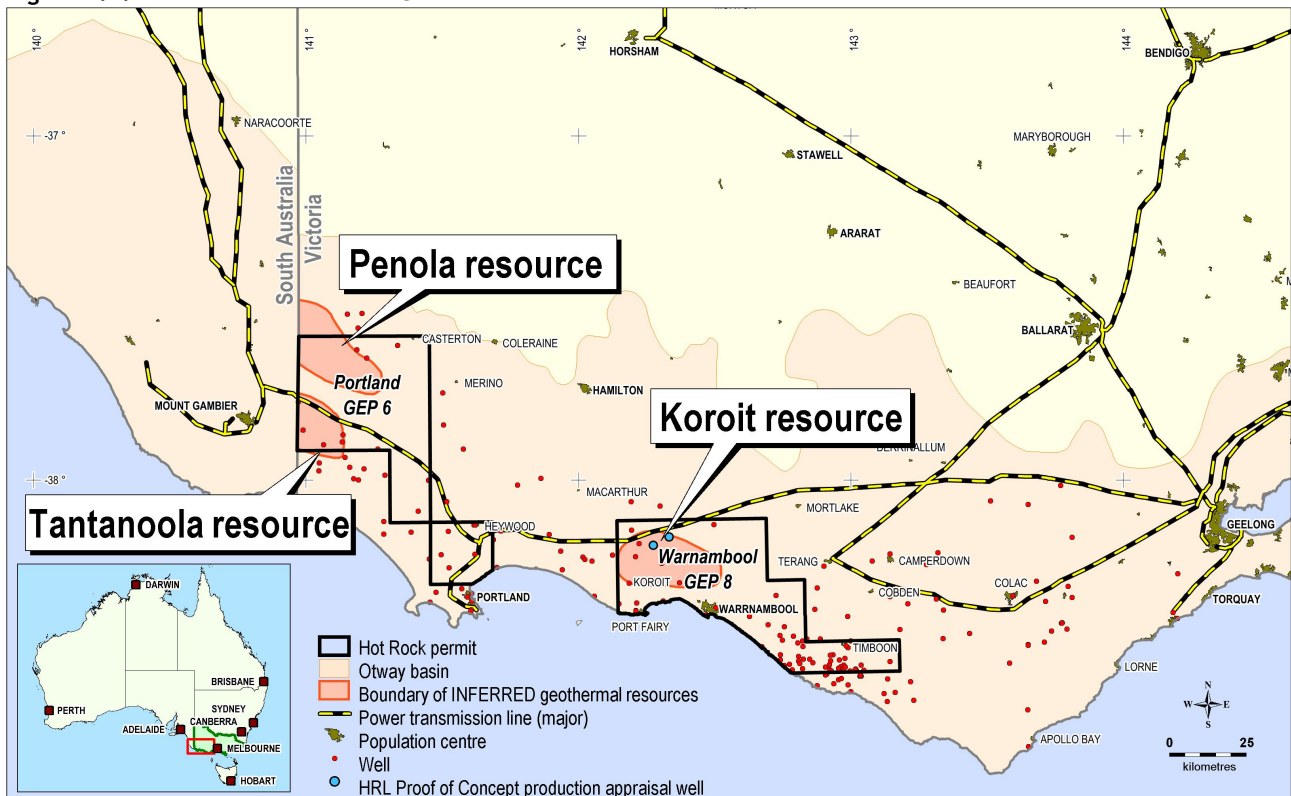 140 °
141 °
142 °
143 °
144 °
HORSHAM
BENDIGO
NARACOORTE
-37 °
MARYBOROUGH
STAWELL
South Australia
Victoria
ARARAT
Penola resource
BEAUFORT
BALLARAT
CASTERTON
COLERAINE
Portland
GEP 6
MERINO
HAMILTON
MOUNT GAMBIER
Koroit resource
-38 °
MACARTHUR
MORTLAKE
Tantanoola resource
HEYWOOD
GEELONG
Warnambool
GEP 8
TERANG
CAMPERDOWN
KOROIT
COBDEN
COLAC
PORTLAND
WARRNAMBOOL
TORQUAY
PORT FAIRY
TIMBOON
LORNE
APOLLO BAY
DARWIN
BRISBANE
PERTH
SYDNEY
CANBERRA
ADELAIDE
MELBOURNE
HOBART
Hot Rock permit
Otway basin
Boundary of INFERRED geothermal resources
Power transmission line (major)
Population centre
Well
HRL Proof of Concept production appraisal well
N
W E
S
0 25
kilometres